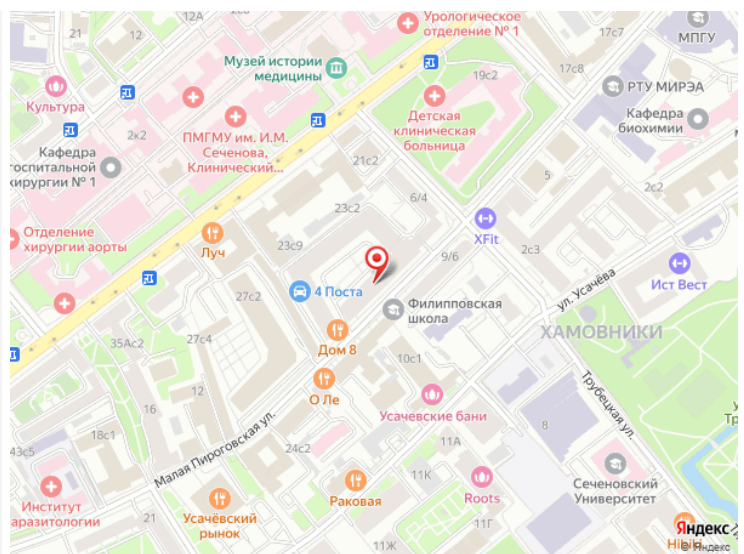 21
17
Урологическое
отделение № 1
17с7
МПГУ
Музей истории
медицины
19с2
17с8
РТУ МИРЭА
Культура
2к2
ПМГМУ им. И.М.
Сеченова,
Клинический...
Детская
клиническая
больница
Кафедра
биохимии
Кафедра
госпитальной
хирургии № 1
21с2
6/4
5
2с2
23с2
Отделение
хирургии аорты
Луч
23с9
XFit
9/6
2с3
Ист Вест
ул. Усачёва
4 Поста
27с2
Филипповская
школа
ХАМОВНИКИ
27с4
35Ас2
Дом 8
10с1
12
О Ле
Усачевские бани
Трубецкая ул.
16
18с1
Малая Пироговская ул.
24с2
11А
8
43с5
11К
Сеченовский
Университет
Институт
паразитологии
21
Усачёвский
рынок
Раковая
Roots
11Г
11Ж
Hibiki
Яндекс
© Яндекс